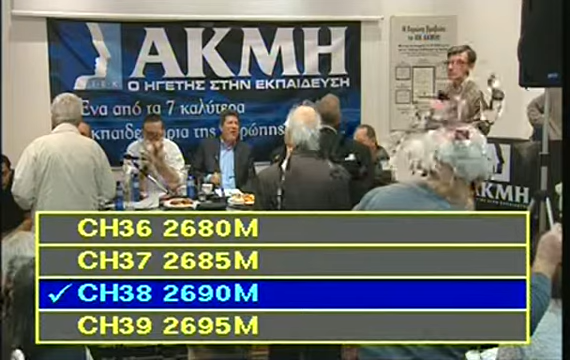 ΑΚΜΗ
Ι.Ι.Ε.Κ
Ο ΗΓΕΤΗΣ ΣΤΗΝ ΕΚΠΑΙΔΕΥΣΗ
Ένα από τα 7 καλύτερα
εκπαιδευτήρια της Ευρώπης
ΑΚΜΗ
CH36 2680M
CH37 2685M
✓ CH38 2690M
CH39 2695M